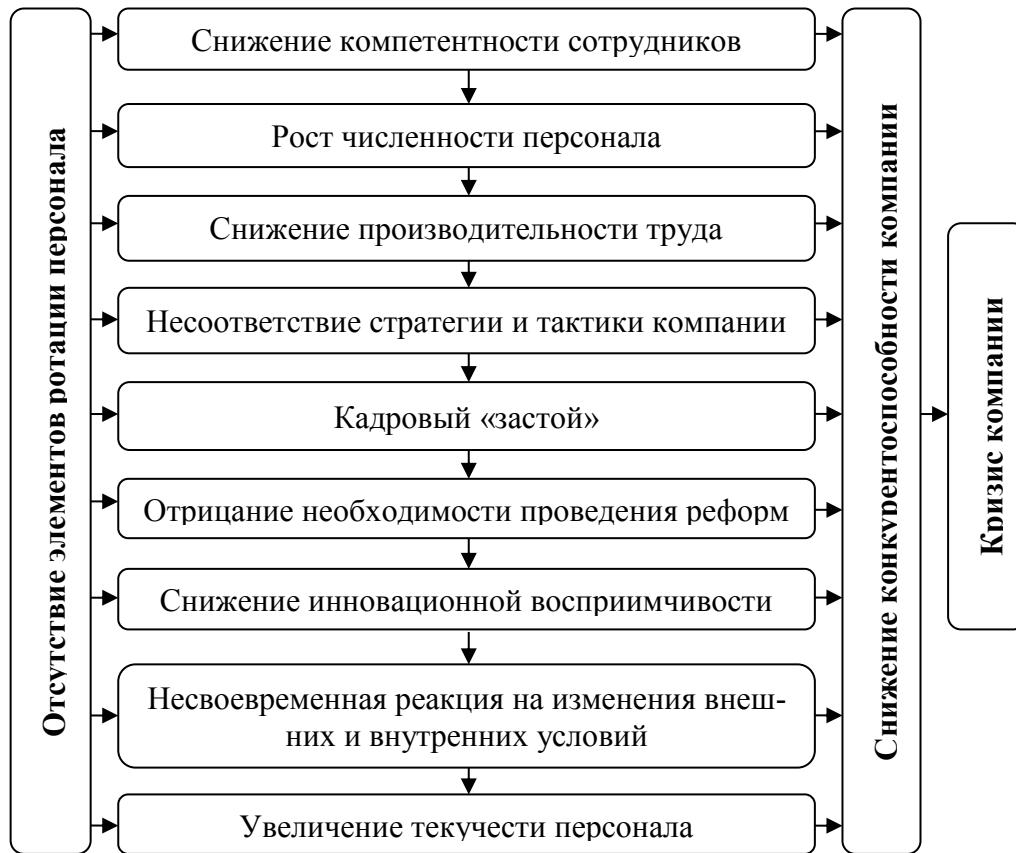 Отсутствие элементов ротации персонала
Снижение компетентности сотрудников
Рост численности персонала
Снижение производительности труда
Несоответствие стратегии и тактики компании
Кадровый «застой»
Отрицание необходимости проведения реформ
Снижение инновационной восприимчивости
Несвоевременная реакция на изменения внеш-
них и внутренних условий
Увеличение текучести персонала
Снижение конкурентоспособности компании
Кризис компании